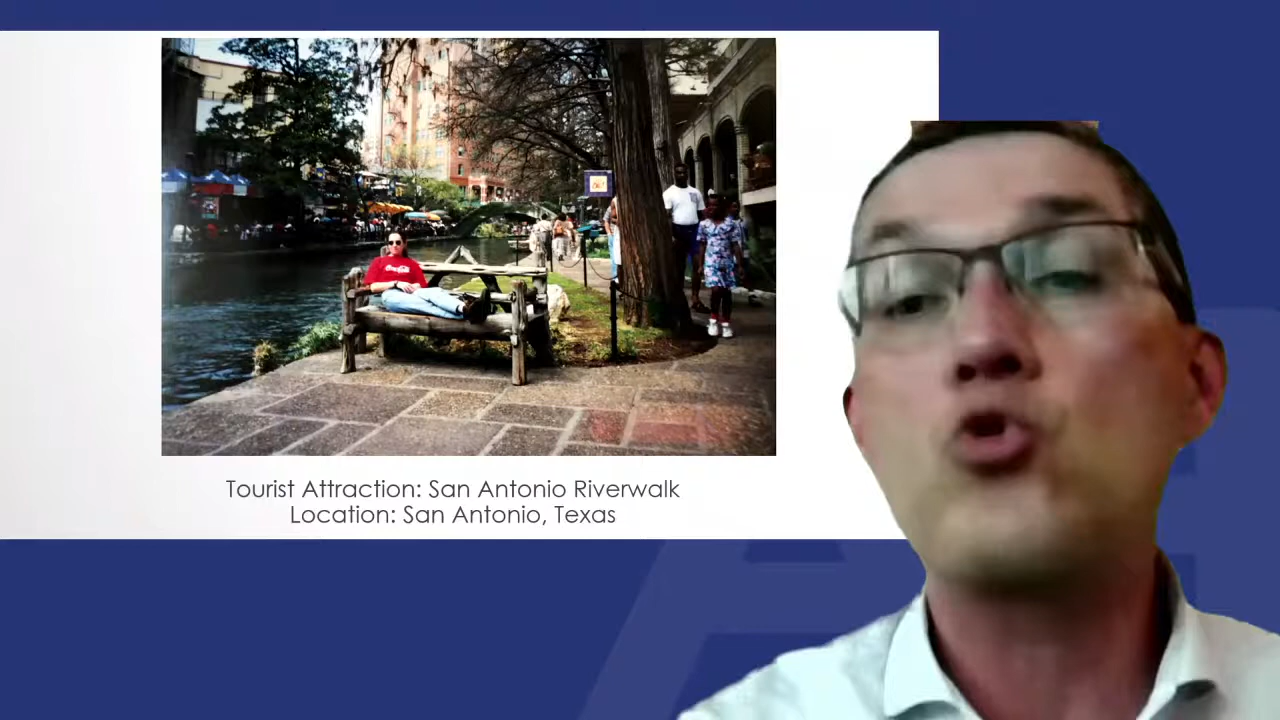 Tourist Attraction: San Antonio Riverwalk
Location: San Antonio, Texas